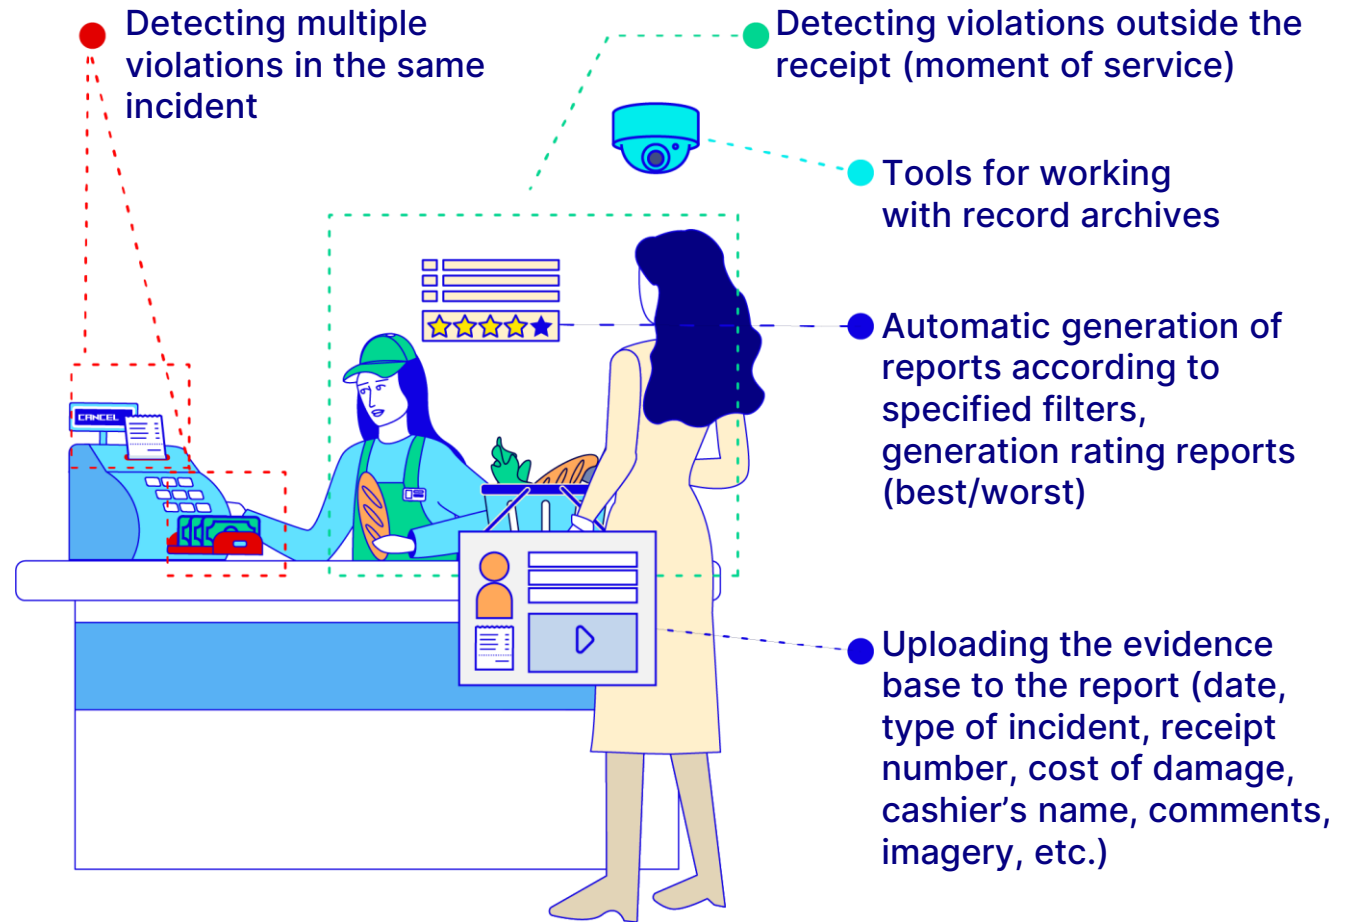 Detecting multiple
violations in the same
incident
Detecting violations outside the
receipt (moment of service)
Tools for working
with record archives
Automatic generation of
reports according to
specified filters,
generation rating reports
(best/worst)
CANCEL
Uploading the evidence
base to the report (date,
type of incident, receipt
number, cost of damage,
cashier’s name, comments,
imagery, etc.)